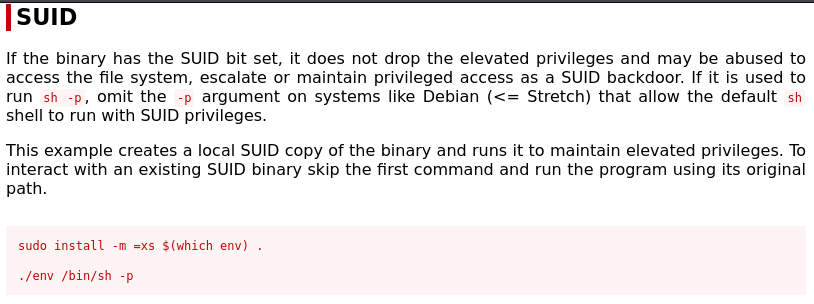 SUID
If the binary has the SUID bit set, it does not drop the elevated privileges and may be abused to
access the file system, escalate or maintain privileged access as a SUID backdoor. If it is used to
run sh -p, omit the -p argument on systems like Debian (<= Stretch) that allow the default sh
shell to run with SUID privileges.
This example creates a local SUID copy of the binary and runs it to maintain elevated privileges. To
interact with an existing SUID binary skip the first command and run the program using its original
path.
sudo install -m =xs $(which env) .
./env /bin/sh -p